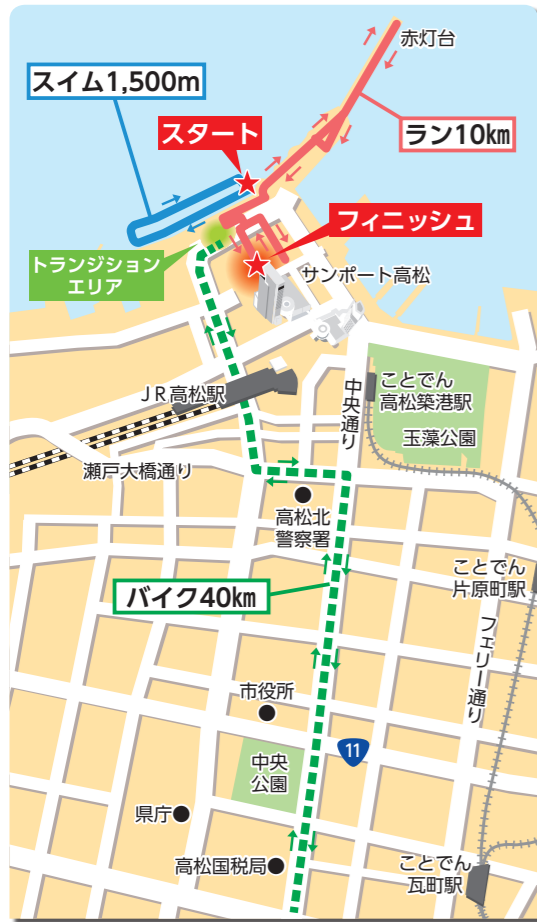 赤灯台
スイム1,500m
スタート
ラン10km
フィニッシュ
トランジション
エリア
サンポート高松
JR高松駅
中央通り
ことでん
高松築港駅
玉藻公園
瀬戸大橋通り
高松北
警察署
ことでん
片原町駅
バイク40km
フェリー通り
市役所
11
中央
公園
県庁
高松国税局
ことでん
瓦町駅